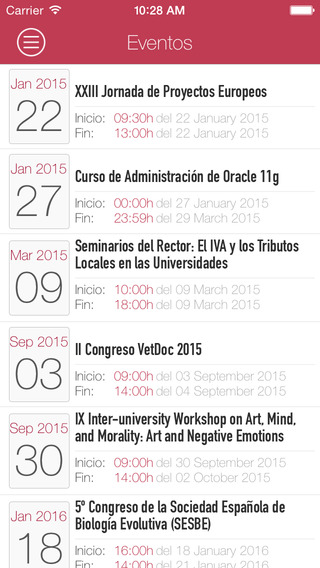 Carrier 10:28 AM
Eventos
Jan 2015
22
XXIII Jornada de Proyectos Europeos
Inicio: 09:30h del 22 January 2015
Fin: 13:00h del 22 January 2015
Jan 2015
27
Curso de Administración de Oracle 11g
Inicio: 00:00h del 27 January 2015
Fin: 23:59h del 29 March 2015
Mar 2015
09
Seminarios del Rector: El IVA y los Tributos
Locales en las Universidades
Inicio: 10:00h del 09 March 2015
Fin: 18:00h del 09 March 2015
Sep 2015
03
II Congreso VetDoc 2015
Inicio: 09:00h del 03 September 2015
Fin: 14:00h del 04 September 2015
Sep 2015
30
IX Inter-university Workshop on Art, Mind,
and Morality: Art and Negative Emotions
Inicio: 09:00h del 30 September 2015
Fin: 14:00h del 02 October 2015
Jan 2016
18
5º Congreso de la Sociedad Española de
Biología Evolutiva (SESBE)
Inicio: 16:00h del 18 January 2016
Fin: 14:00h del 21 January 2016